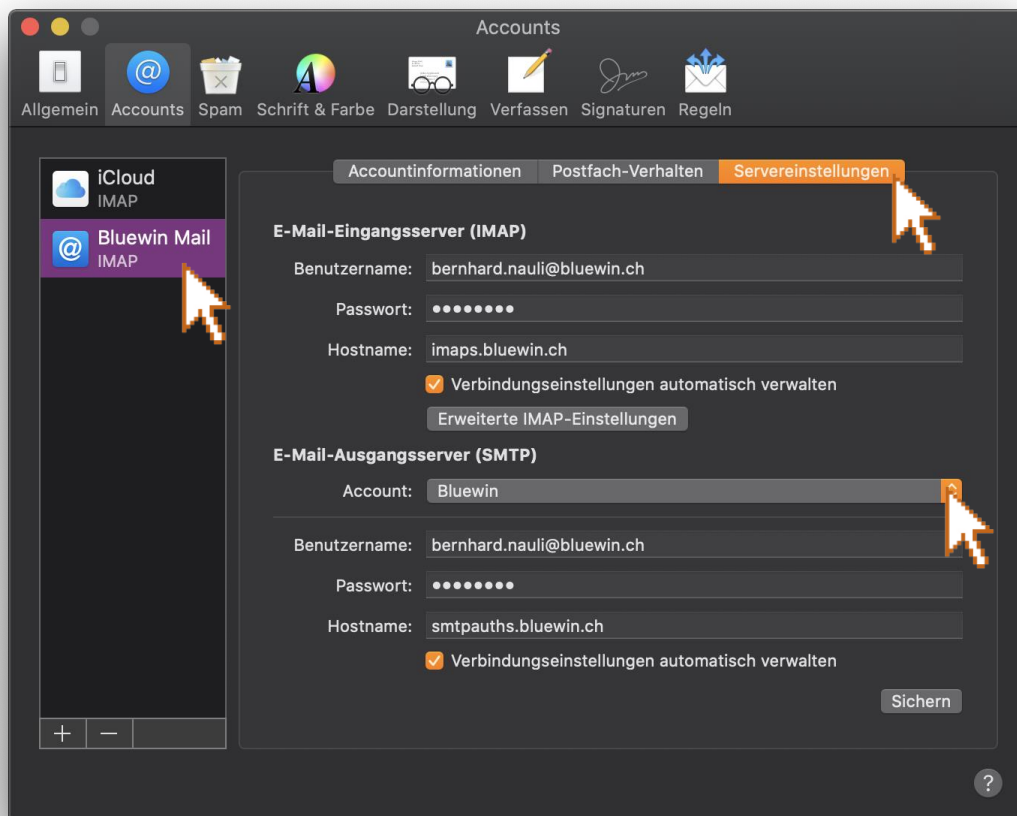 Accounts
Allgemein Accounts Spam Schrift & Farbe Darstellung Verfassen Signaturen Regeln
iCloud
IMAP
Bluewin Mail
IMAP
Accountinformationen Postfach-Verhalten Servereinstellungen
E-Mail-Eingangsserver (IMAP)
Benutzername: bernhard.nauli@bluewin.ch
Passwort: ●●●●●●●●
Hostname: imaps.bluewin.ch
Verbindungseinstellungen automatisch verwalten
Erweiterte IMAP-Einstellungen
E-Mail-Ausgangsserver (SMTP)
Account: Bluewin
Benutzername: bernhard.nauli@bluewin.ch
Passwort: ●●●●●●●●
Hostname: smtpauths.bluewin.ch
Verbindungseinstellungen automatisch verwalten
Sichern
+ −
?